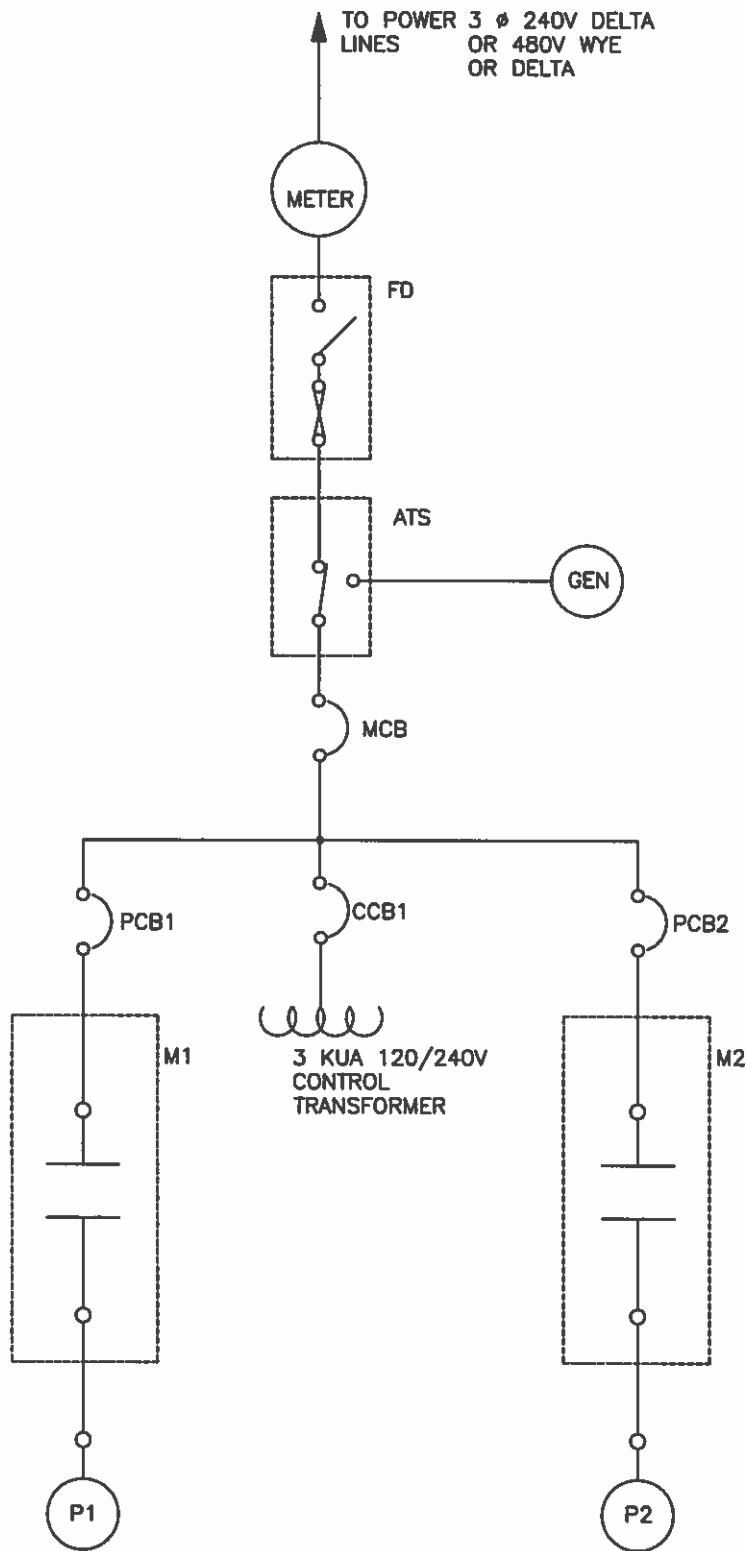 TO POWER 3 ø 240V DELTA
LINES OR 480V WYE
OR DELTA
METER
FD
ATS
GEN
MCB
PCB1
CCB1
PCB2
M1
3 KUA 120/240V
CONTROL
TRANSFORMER
M2
P1
P2